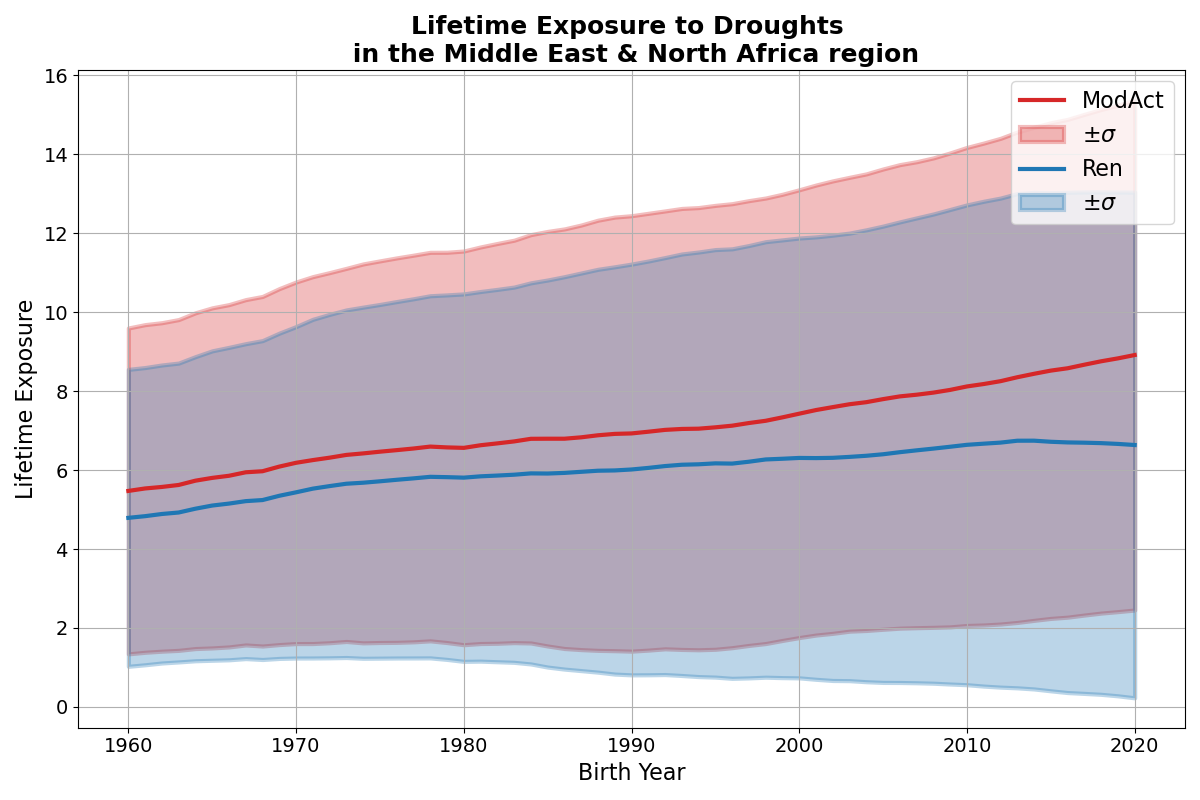 Lifetime Exposure to Droughts
in the Middle East & North Africa region
16
14
12
10
8
6
4
2
0
Lifetime Exposure
ModAct
±σ
Ren
±σ
1960
1970
1980
1990
2000
2010
2020
Birth Year